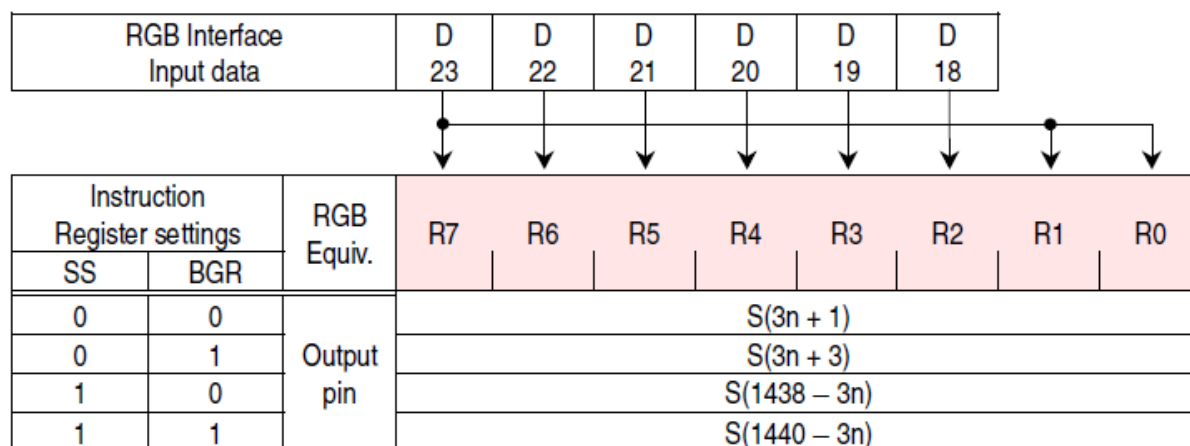 RGB Interface D D D D D D
Input data 23 22 21 20 19 18
Instruction
Register settings
RGB
Equiv.
R7 R6 R5 R4 R3 R2 R1 R0
SS BGR
0 0 S(3n + 1)
0 1 S(3n + 3)
Output
pin
1 0 S(1438 – 3n)
1 1 S(1440 – 3n)